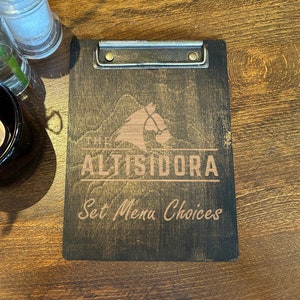 THE
ALTISIDORA
Set Menu Choices